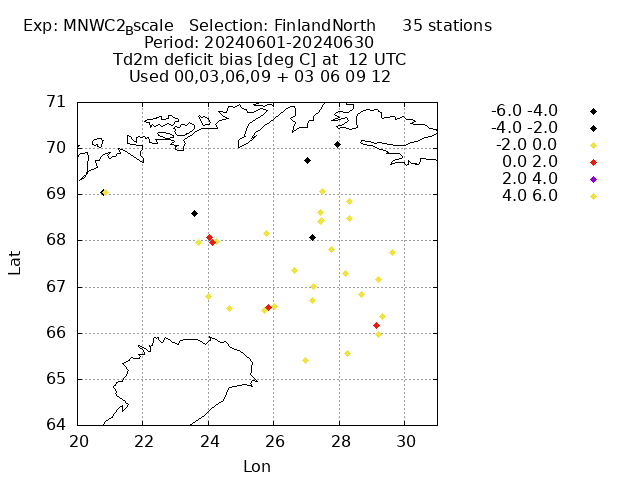 Exp: MNWC2Bscale Selection: FinlandNorth 35 stations
Period: 20240601-20240630
Td2m deficit bias [deg C] at 12 UTC
Used 00,03,06,09 + 03 06 09 12
-6.0 -4.0
-4.0 -2.0
-2.0 0.0
0.0 2.0
2.0 4.0
4.0 6.0
71
70
69
68
67
66
65
64
Lat
20 22 24 26 28 30
Lon